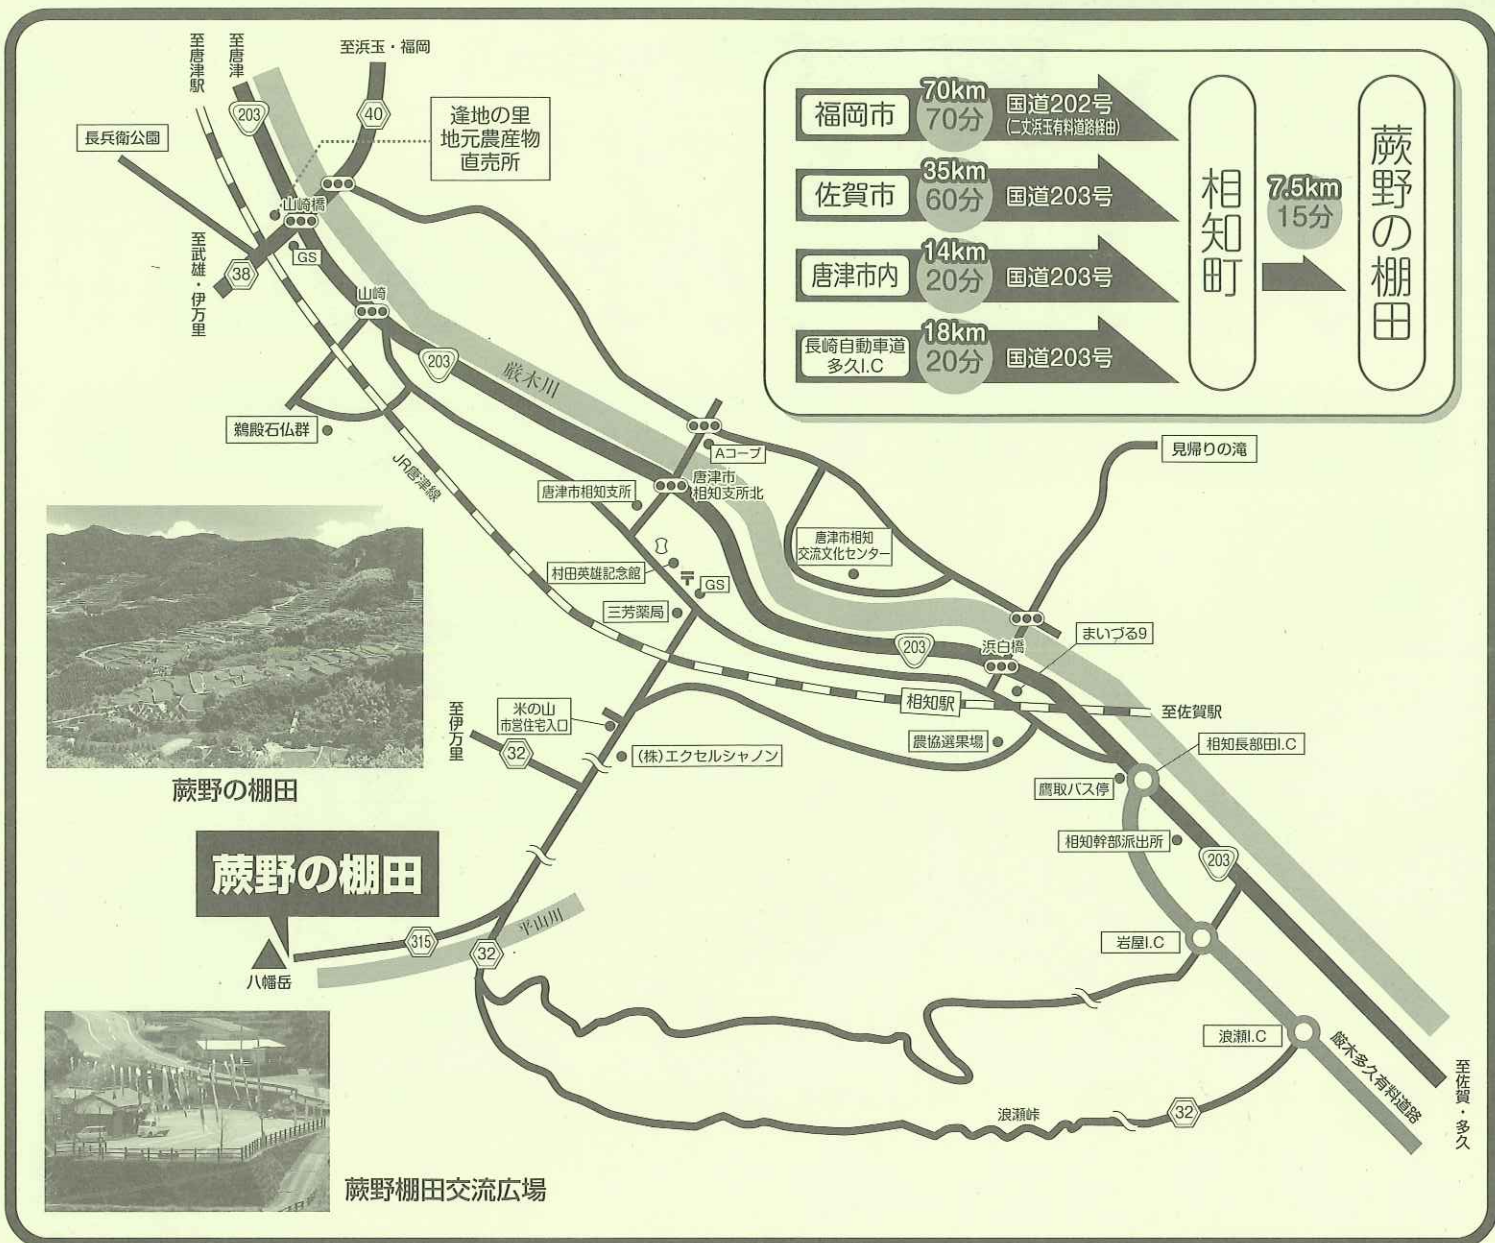 至唐津駅
至唐津
至浜玉・福岡
203
40
逢地の里
地元農産物
直売所
長兵衛公園
山崎橋
GS
38
至武雄・伊万里
山崎
203
厳木川
鵜殿石仏群
JR唐津線
Aコープ
唐津市
相知支所北
唐津市相知支所
見帰りの滝
唐津市相知
交流文化センター
村田英雄記念館
〒
GS
三芳薬局
203
浜白橋
まいづる9
相知駅
至佐賀駅
米の山
市営住宅入口
至伊万里
32
(株)エクセルシャノン
農協選果場
相知長部田I.C
鷹取バス停
相知幹部派出所
203
岩屋I.C
浪瀬I.C
厳木多久有料道路
至佐賀・多久
浪瀬峠
32
蕨野の棚田
蕨野の棚田
315
平山川
32
八幡岳
蕨野棚田交流広場
福岡市
70km
70分
国道202号
(二丈浜玉有料道路経由)
佐賀市
35km
60分
国道203号
唐津市内
14km
20分
国道203号
長崎自動車道
多久I.C
18km
20分
国道203号
相知町
7.5km
15分
蕨野の棚田